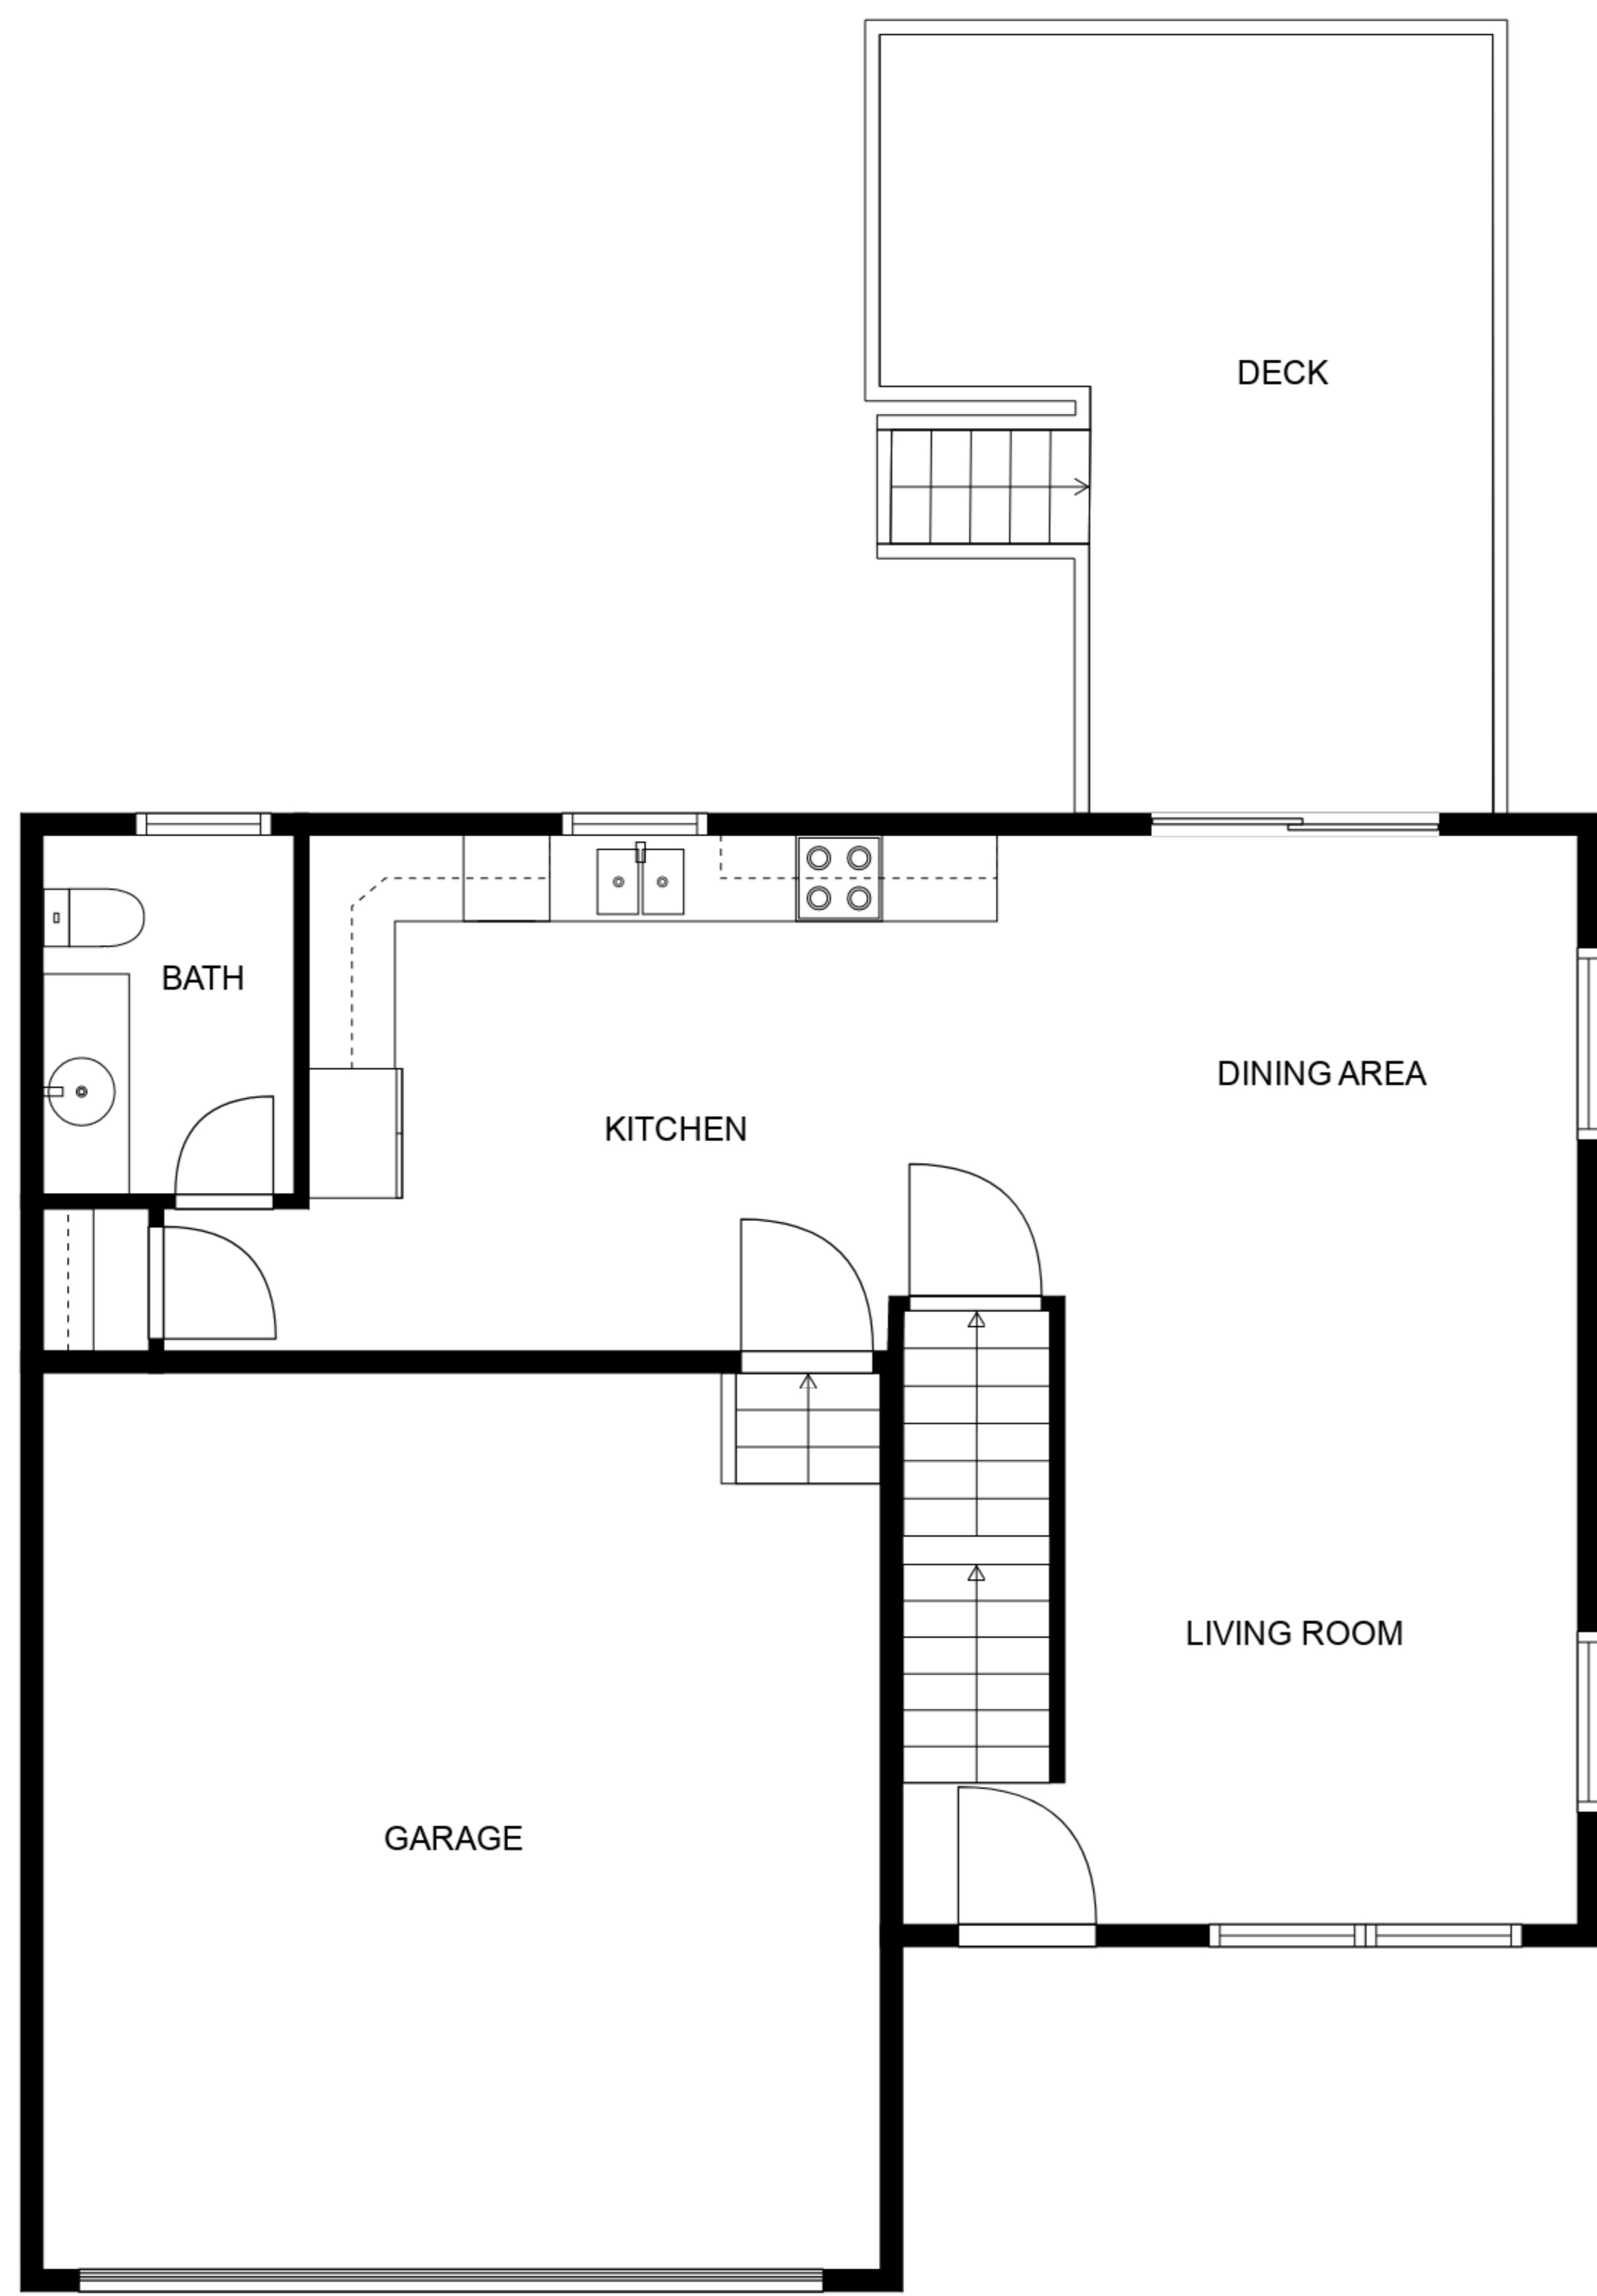 DECK
BATH
DINING AREA
KITCHEN
LIVING ROOM
GARAGE